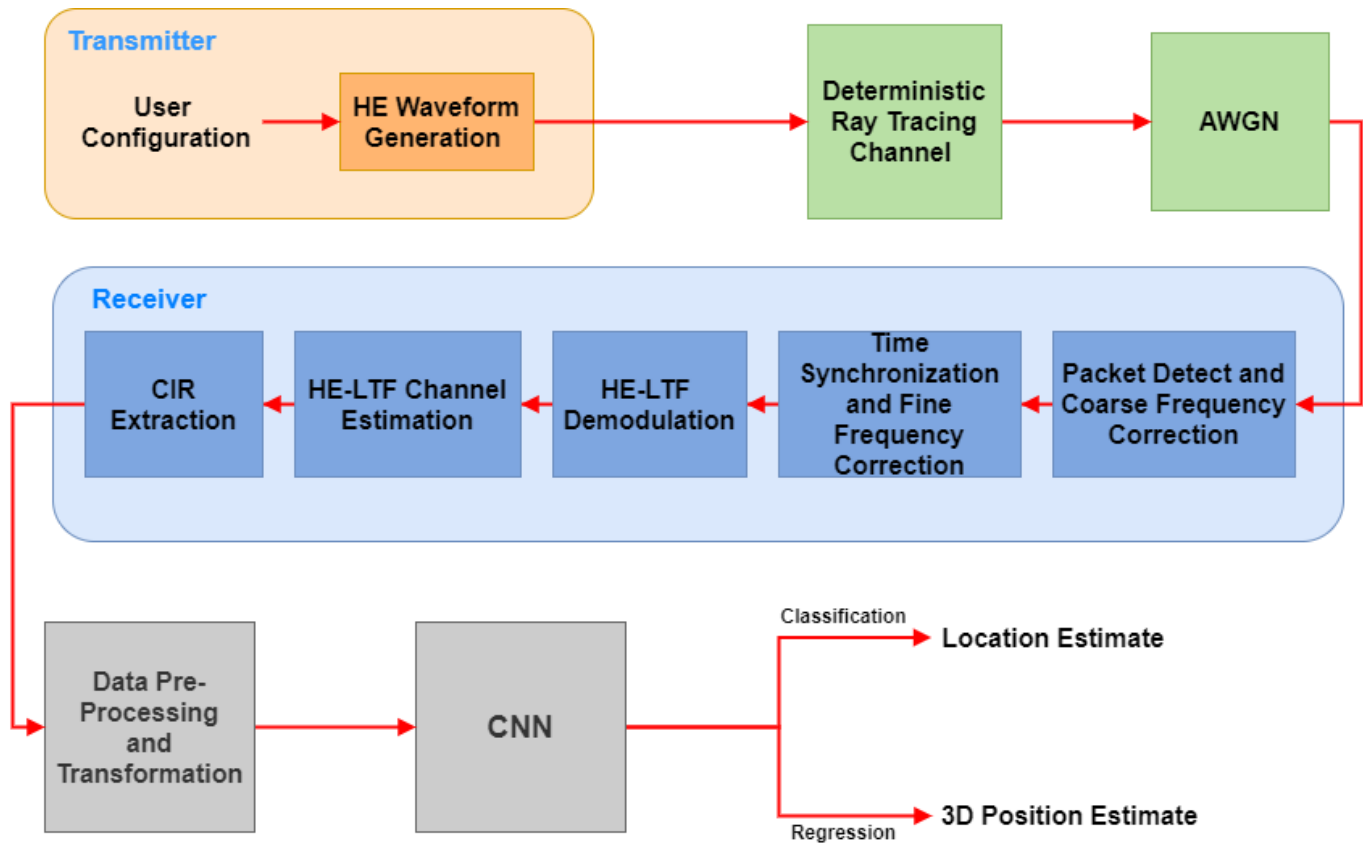 Transmitter
User
Configuration
HE Waveform
Generation
Deterministic
Ray Tracing
Channel
AWGN
Receiver
CIR
Extraction
HE-LTF Channel
Estimation
HE-LTF
Demodulation
Time
Synchronization
and Fine
Frequency
Correction
Packet Detect and
Coarse Frequency
Correction
Data Pre-
Processing
and
Transformation
CNN
Classification
Location Estimate
Regression
3D Position Estimate